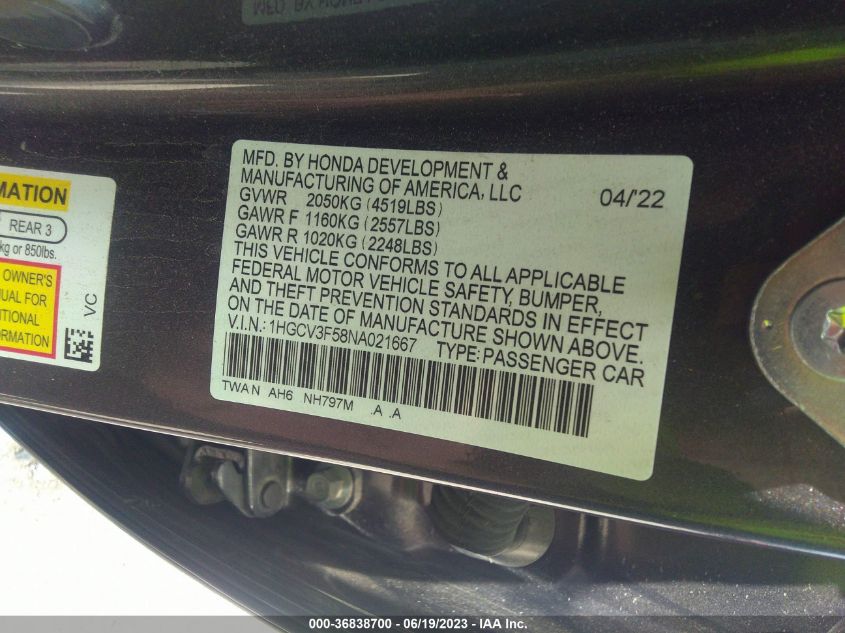 MATION
REAR 3
kg or 850lbs.
OWNER'S
UAL FOR
ITIONAL
ORMATION
VC
MFD. BY HONDA DEVELOPMENT &
MANUFACTURING OF AMERICA, LLC 04/'22
GVWR 2050KG (4519LBS)
GAWR F 1160KG (2557LBS)
GAWR R 1020KG (2248LBS)
THIS VEHICLE CONFORMS TO ALL APPLICABLE
FEDERAL MOTOR VEHICLE SAFETY, BUMPER,
AND THEFT PREVENTION STANDARDS IN EFFECT
ON THE DATE OF MANUFACTURE SHOWN ABOVE.
V.I.N.: 1HGCV3F58NA021667 TYPE: PASSENGER CAR
TWA N AH6 NH797M .A .A
000-36838700 - 06/19/2023 - IAA Inc.